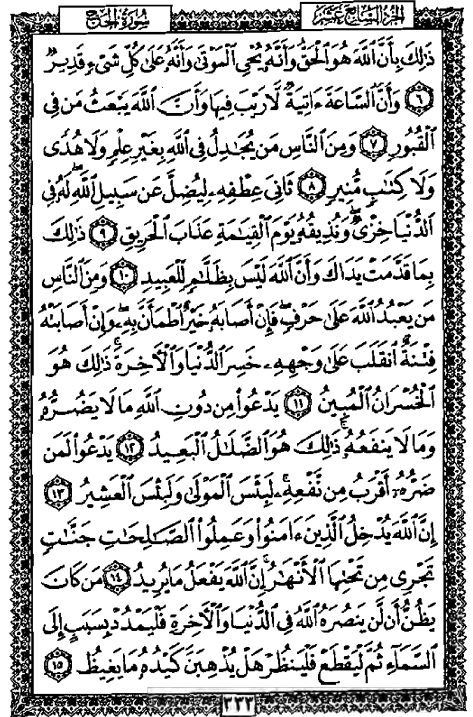 الجزء السابع عشر
سورة الحج
ذَٰلِكَ بِأَنَّ ٱللَّهَ هُوَ ٱلْحَقُّ وَأَنَّهُۥ يُحْىِ ٱلْمَوْتَىٰ وَأَنَّهُۥ عَلَىٰ كُلِّ شَىْءٍ قَدِيرٌ
٦ وَأَنَّ ٱلسَّاعَةَ ءَاتِيَةٌ لَّا رَيْبَ فِيهَا وَأَنَّ ٱللَّهَ يَبْعَثُ مَن فِى
ٱلْقُبُورِ ٧ وَمِنَ ٱلنَّاسِ مَن يُجَٰدِلُ فِى ٱللَّهِ بِغَيْرِ عِلْمٍ وَلَا هُدًى
وَلَا كِتَٰبٍ مُّنِيرٍ ٨ ثَانِىَ عِطْفِهِۦ لِيُضِلَّ عَن سَبِيلِ ٱللَّهِ ۖ لَهُۥ فِى
ٱلدُّنْيَا خِزْىٌ ۖ وَنُذِيقُهُۥ يَوْمَ ٱلْقِيَٰمَةِ عَذَابَ ٱلْحَرِيقِ ٩ ذَٰلِكَ
بِمَا قَدَّمَتْ يَدَاكَ وَأَنَّ ٱللَّهَ لَيْسَ بِظَلَّٰمٍ لِّلْعَبِيدِ ١٠ وَمِنَ ٱلنَّاسِ
مَن يَعْبُدُ ٱللَّهَ عَلَىٰ حَرْفٍ ۖ فَإِنْ أَصَابَهُۥ خَيْرٌ ٱطْمَأَنَّ بِهِۦ ۖ وَإِنْ أَصَابَتْهُ
فِتْنَةٌ ٱنقَلَبَ عَلَىٰ وَجْهِهِۦ خَسِرَ ٱلدُّنْيَا وَٱلْءَاخِرَةَ ۚ ذَٰلِكَ هُوَ
ٱلْخُسْرَانُ ٱلْمُبِينُ ١١ يَدْعُوا۟ مِن دُونِ ٱللَّهِ مَا لَا يَضُرُّهُۥ
وَمَا لَا يَنفَعُهُۥ ۚ ذَٰلِكَ هُوَ ٱلضَّلَٰلُ ٱلْبَعِيدُ ١٢ يَدْعُوا۟ لَمَن
ضَرُّهُۥٓ أَقْرَبُ مِن نَّفْعِهِۦ ۚ لَبِئْسَ ٱلْمَوْلَىٰ وَلَبِئْسَ ٱلْعَشِيرُ ١٣
إِنَّ ٱللَّهَ يُدْخِلُ ٱلَّذِينَ ءَامَنُوا۟ وَعَمِلُوا۟ ٱلصَّٰلِحَٰتِ جَنَّٰتٍ
تَجْرِى مِن تَحْتِهَا ٱلْأَنْهَٰرُ ۚ إِنَّ ٱللَّهَ يَفْعَلُ مَا يُرِيدُ ١٤ مَن كَانَ
يَظُنُّ أَن لَّن يَنصُرَهُ ٱللَّهُ فِى ٱلدُّنْيَا وَٱلْءَاخِرَةِ فَلْيَمْدُدْ بِسَبَبٍ إِلَى
ٱلسَّمَآءِ ثُمَّ لْيَقْطَعْ فَلْيَنظُرْ هَلْ يُذْهِبَنَّ كَيْدُهُۥ مَا يَغِيظُ ١٥
٣٣٣